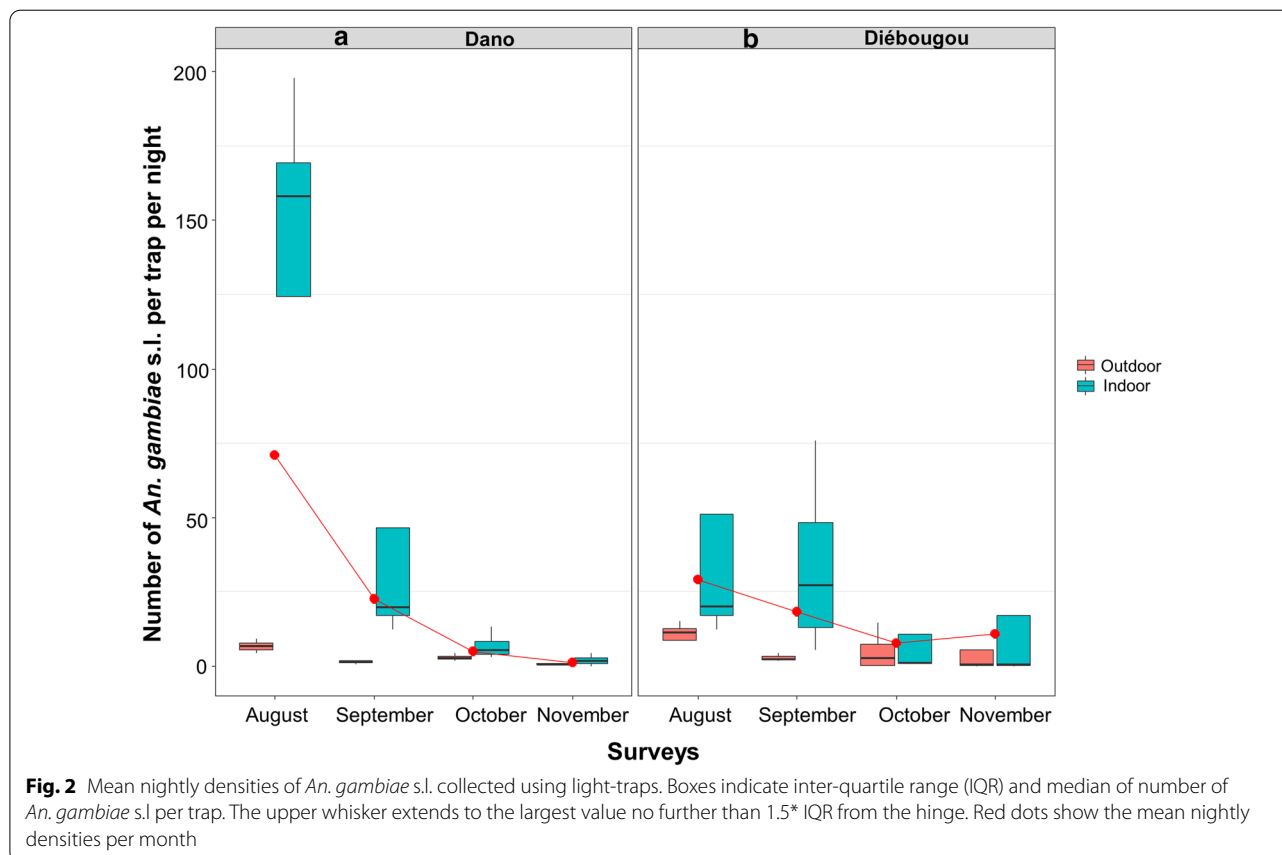 a Dano
b Diébougou
Number of An. gambiae s.l. per trap per night
200
150
100
50
0
August September October November
August September October November
Surveys
Outdoor
Indoor
Fig. 2 Mean nightly densities of An. gambiae s.l. collected using light-traps. Boxes indicate inter-quartile range (IQR) and median of number of
An. gambiae s.l per trap. The upper whisker extends to the largest value no further than 1.5* IQR from the hinge. Red dots show the mean nightly
densities per month